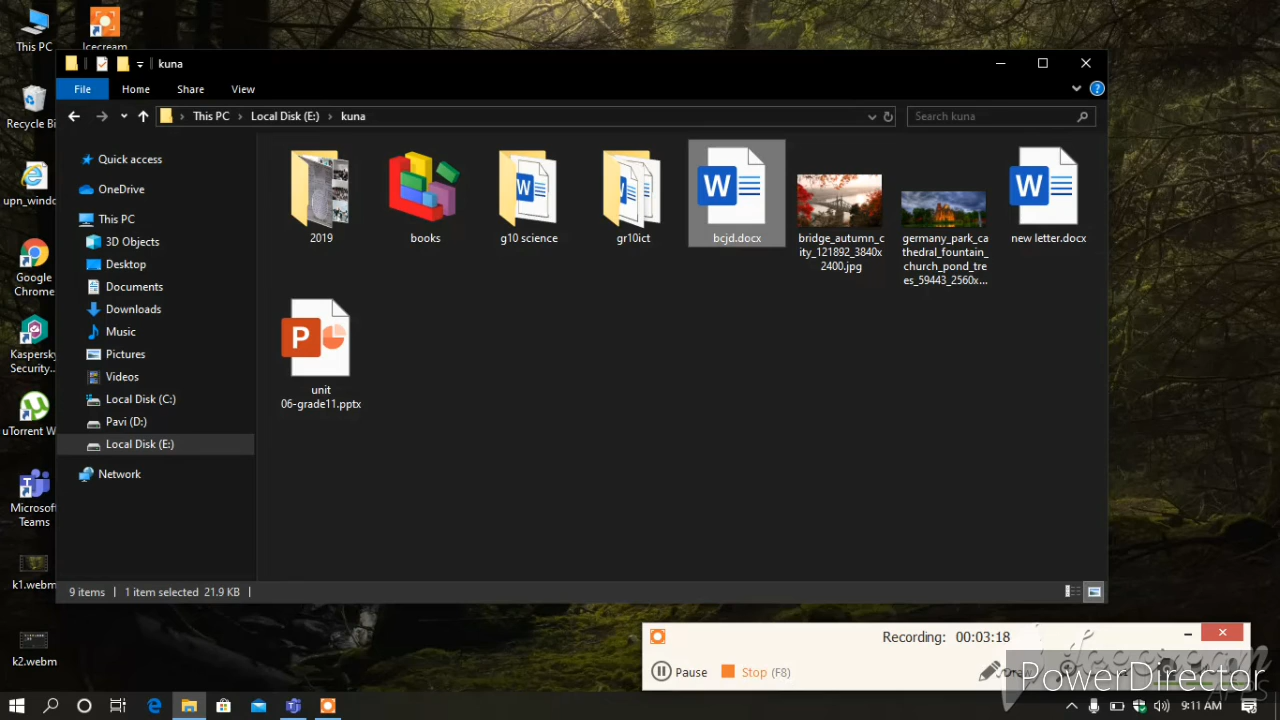 This PC
Icecream
kuna
File
Home
Share
View
This PC
Local Disk (E:)
kuna
Search kuna
Recycle Bi
Quick access
OneDrive
This PC
3D Objects
Desktop
Documents
Downloads
Music
Pictures
Videos
Local Disk (C:)
Pavi (D:)
Local Disk (E:)
Network
upn_windo
Google
Chrome
Kaspersky
Security...
uTorrent W
Microsof
Teams
k1.webm
k2.webm
2019
books
g10 science
gr10ict
bcjd.docx
bridge_autumn_c
ity_121892_3840x
2400.jpg
germany_park_ca
thedral_fountain_
church_pond_tre
es_59443_2560x...
new letter.docx
unit
06-grade11.pptx
9 items
1 item selected 21.9 KB
Recording: 00:03:18
Pause
Stop (F8)
PowerDirector
9:11 AM